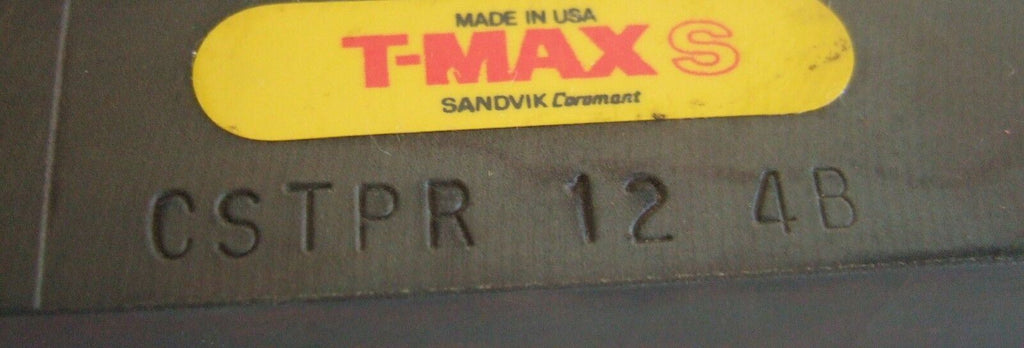 MADE IN USA
T-MAX S
SANDVIK Coromant
CSTPR 12 4B